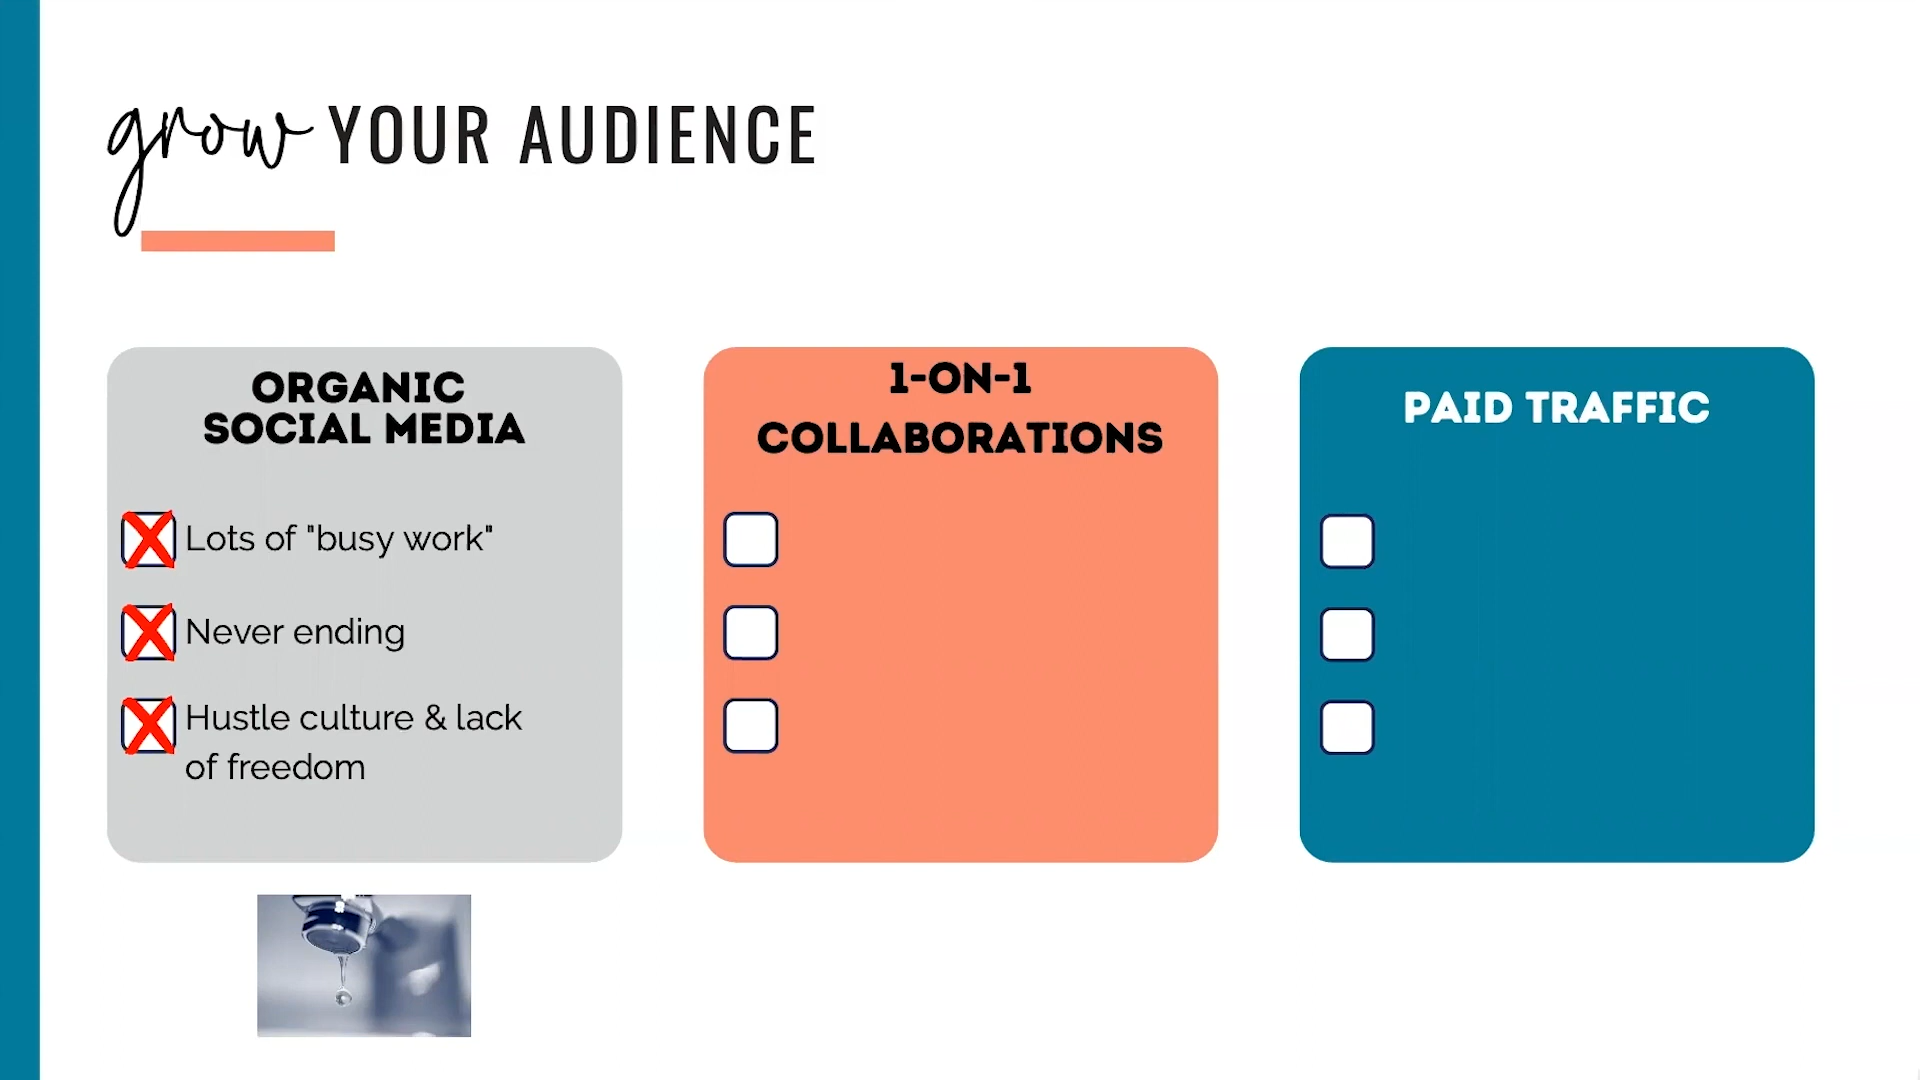 grow YOUR AUDIENCE
ORGANIC
SOCIAL MEDIA
Lots of "busy work"
Never ending
Hustle culture & lack
of freedom
1-ON-1
COLLABORATIONS
PAID TRAFFIC